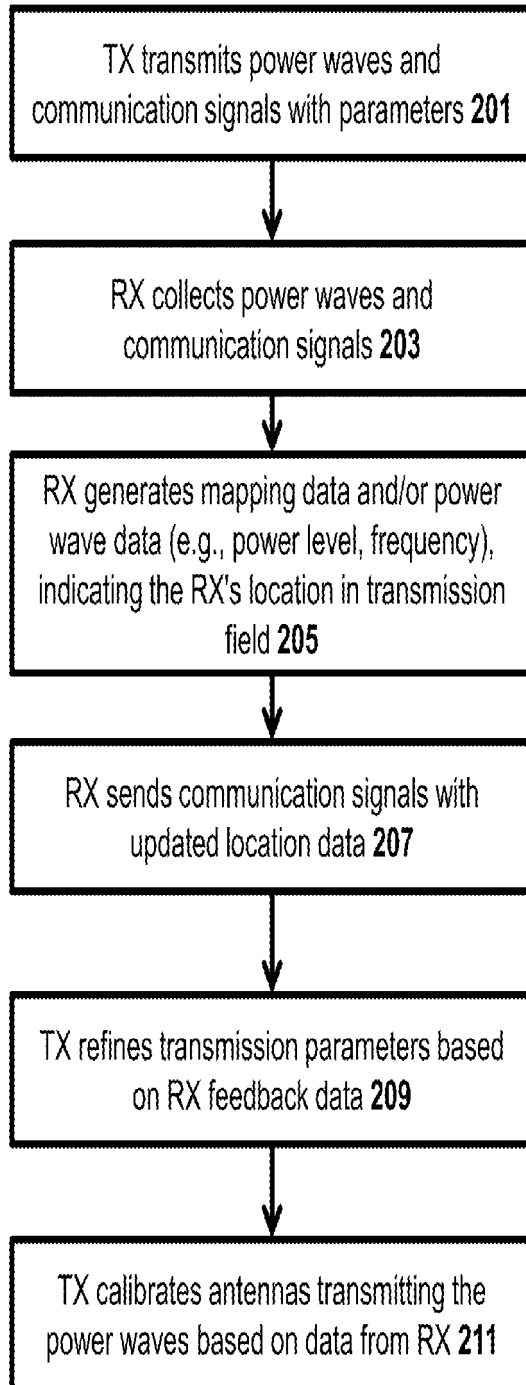 TX transmits power waves and
communication signals with parameters 201
RX collects power waves and
communication signals 203
RX generates mapping data and/or power
wave data (e.g., power level, frequency),
indicating the RX's location in transmission
field 205
RX sends communication signals with
updated location data 207
TX refines transmission parameters based
on RX feedback data 209
TX calibrates antennas transmitting the
power waves based on data from RX 211